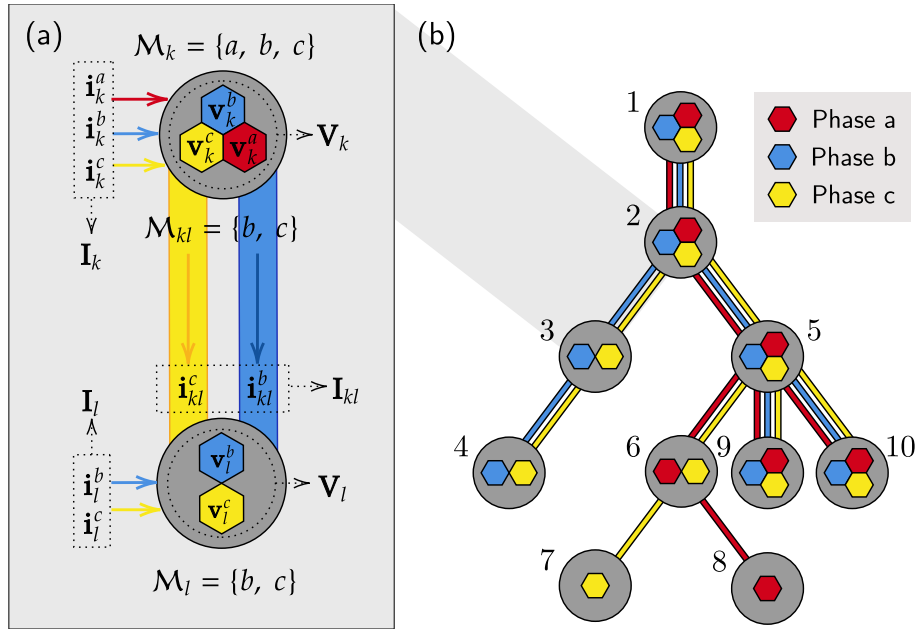 (a)
𝓜_k = {a, b, c}
i_k^a
i_k^b
i_k^c
v_k^b
v_k^c
v_k^a
V_k
I_k
𝓜_kl = {b, c}
i_kl^c
i_kl^b
I_kl
I_l
i_l^b
i_l^c
v_l^b
v_l^c
V_l
𝓜_l = {b, c}
(b)
1
2
3
5
4
6
9
10
7
8
Phase a
Phase b
Phase c